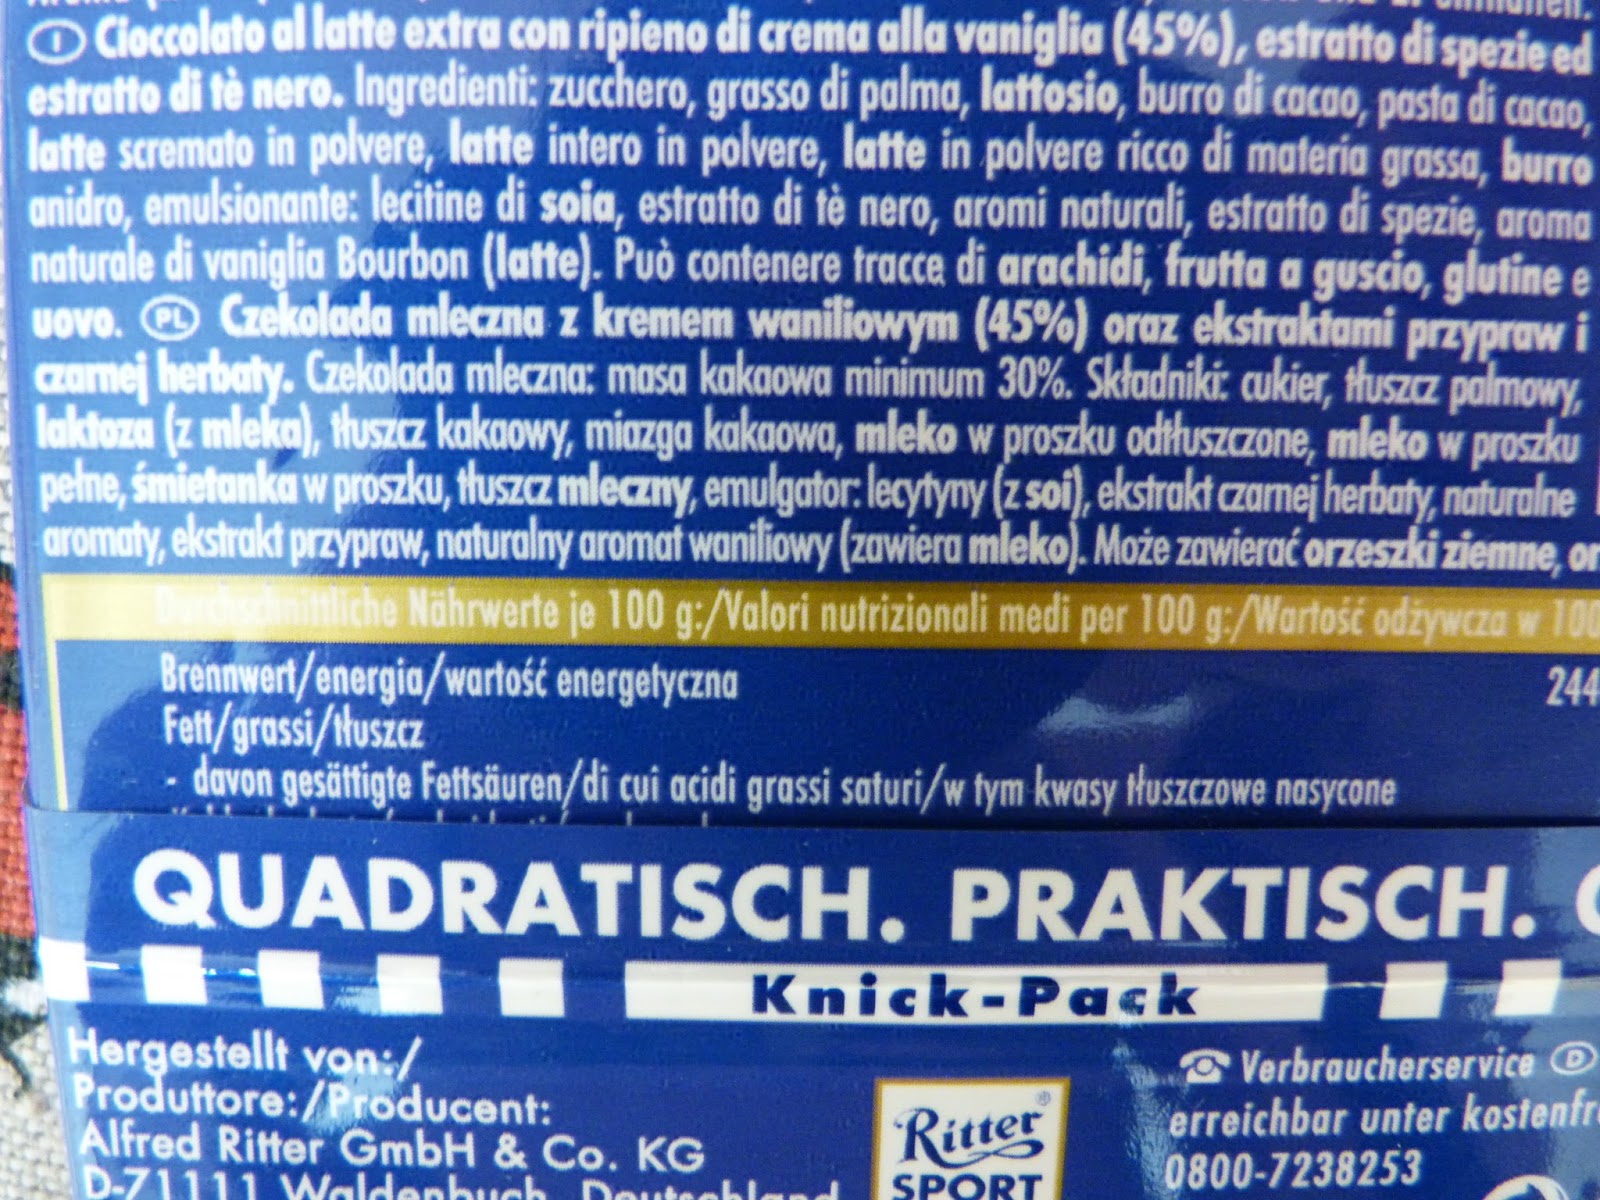 I Cioccolato al latte extra con ripieno di crema alla vaniglia (45%), estratto di spezie ed
estratto di tè nero. Ingredienti: zucchero, grasso di palma, lattosio, burro di cacao, pasta di cacao,
latte scremato in polvere, latte intero in polvere, latte in polvere ricco di materia grassa, burro
anidro, emulsionante: lecitine di soia, estratto di tè nero, aromi naturali, estratto di spezie, aroma
naturale di vaniglia Bourbon (latte). Può contenere tracce di arachidi, frutta a guscio, glutine e
uovo. PL Czekolada mleczna z kremem waniliowym (45%) oraz ekstraktami przypraw i
czarnej herbaty. Czekolada mleczna: masa kakaowa minimum 30%. Składniki: cukier, tłuszcz palmowy,
laktoza (z mleka), tłuszcz kakaowy, miazga kakaowa, mleko w proszku odtłuszczone, mleko w proszku
pełne, śmietanka w proszku, tłuszcz mleczny, emulgator: lecytyny (z soi), ekstrakt czarnej herbaty, naturalne
aromaty, ekstrakt przypraw, naturalny aromat waniliowy (zawiera mleko). Może zawierać orzeszki ziemne, or
Durchschnittliche Nährwerte je 100 g:/Valori nutrizionali medi per 100 g:/Wartość odżywcza w 100
Brennwert/energia/wartość energetyczna 244
Fett/grassi/tłuszcz
- davon gesättigte Fettsäuren/di cui acidi grassi saturi/w tym kwasy tłuszczowe nasycone
QUADRATISCH. PRAKTISCH. G
Knick-Pack
Hergestellt von:/
Produttore:/Producent:
Alfred Ritter GmbH & Co. KG
D-71111 Waldenbuch, Deutschland
Ritter®
SPORT
Verbraucherservice D
erreichbar unter kostenfr
0800-7238253